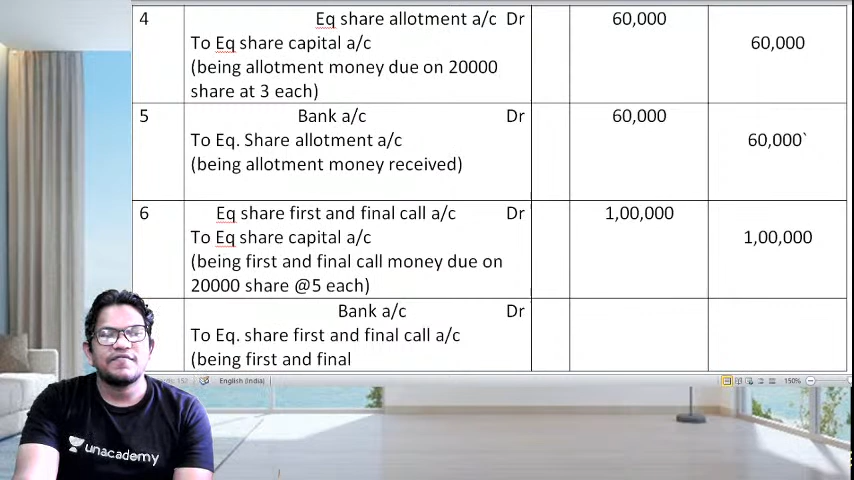 4 Eq share allotment a/c Dr 60,000
To Eq share capital a/c 60,000
(being allotment money due on 20000
share at 3 each)
5 Bank a/c Dr 60,000
To Eq. Share allotment a/c 60,000`
(being allotment money received)
6 Eq share first and final call a/c Dr 1,00,000
To Eq share capital a/c 1,00,000
(being first and final call money due on
20000 share @5 each)
Bank a/c Dr
To Eq. share first and final call a/c
(being first and final
English (India) 150%
unacademy